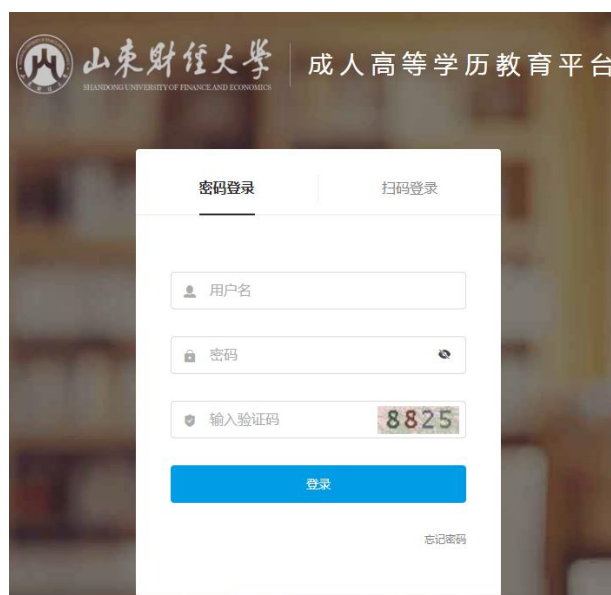 山东财经大学
SHANDONG UNIVERSITY OF FINANCE AND ECONOMICS
成人高等学历教育平台
密码登录
扫码登录
用户名
密码
输入验证码
8825
登录
忘记密码